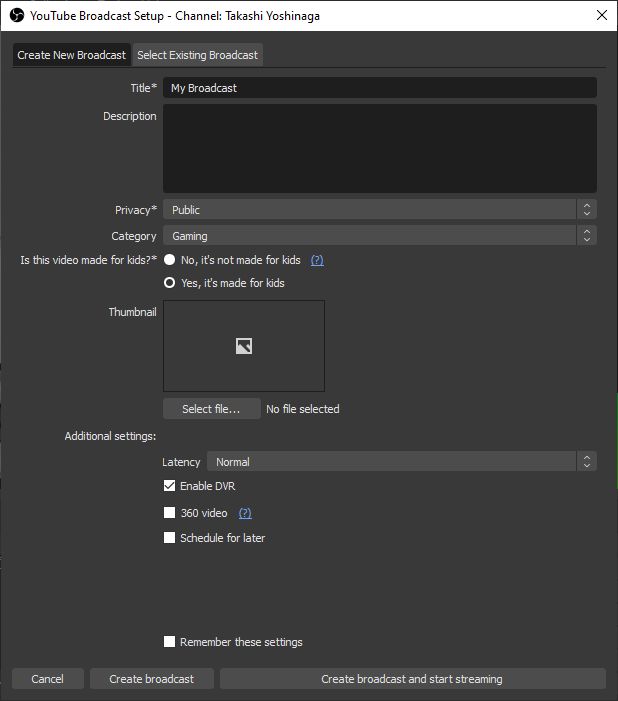 YouTube Broadcast Setup - Channel: Takashi Yoshinaga
Create New Broadcast Select Existing Broadcast
Title* My Broadcast
Description
Privacy* Public
Category Gaming
Is this video made for kids?* No, it's not made for kids (?)
Yes, it's made for kids
Thumbnail
Select file... No file selected
Additional settings:
Latency Normal
Enable DVR
360 video (?)
Schedule for later
Remember these settings
Cancel Create broadcast Create broadcast and start streaming